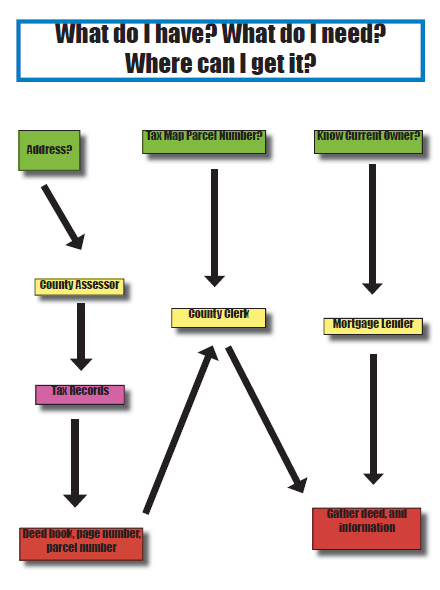 What do I have? What do I need?
Where can I get it?
Address?
Tax Map Parcel Number?
Know Current Owner?
County Assessor
County Clerk
Mortgage Lender
Tax Records
Deed book, page number,
parcel number
Gather deed, and
information